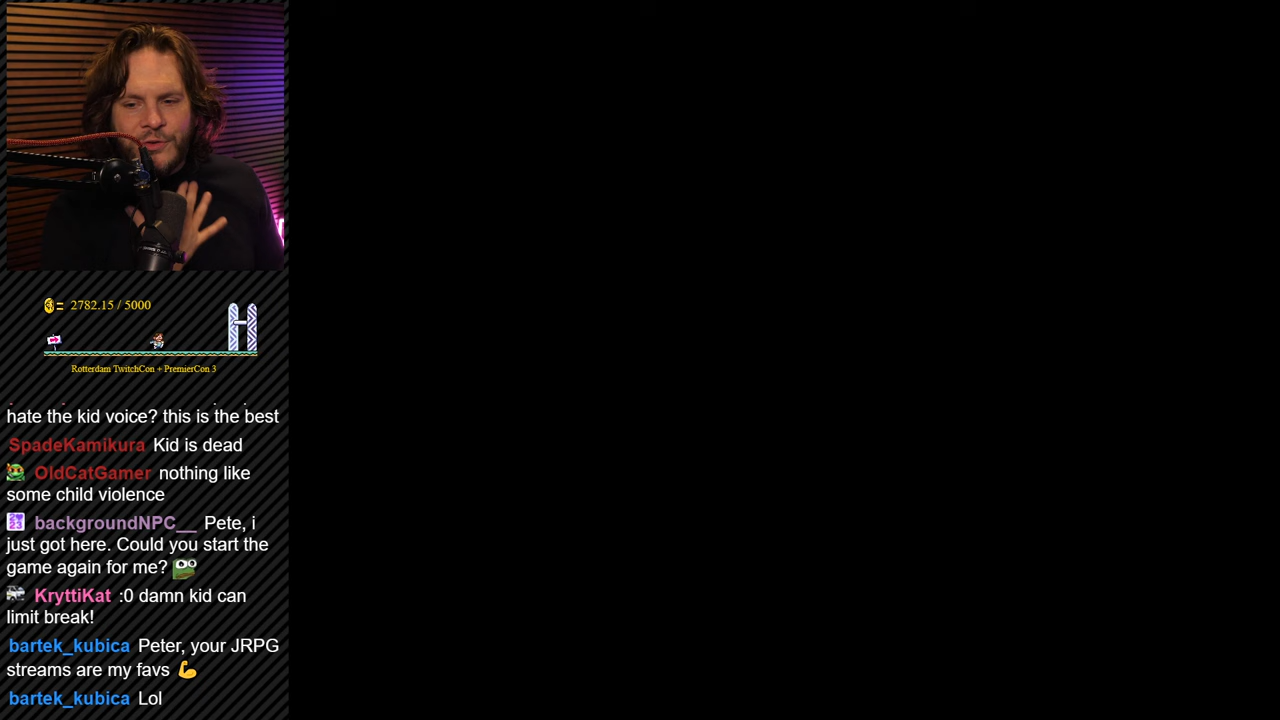 2782.15 / 5000
Rotterdam TwitchCon + PremierCon 3
hate the kid voice? this is the best
SpadeKamikura Kid is dead
OldCatGamer nothing like
some child violence
backgroundNPC__ Pete, i
just got here. Could you start the
game again for me?
KryttiKat :0 damn kid can
limit break!
bartek_kubica Peter, your JRPG
streams are my favs 💪
bartek_kubica Lol